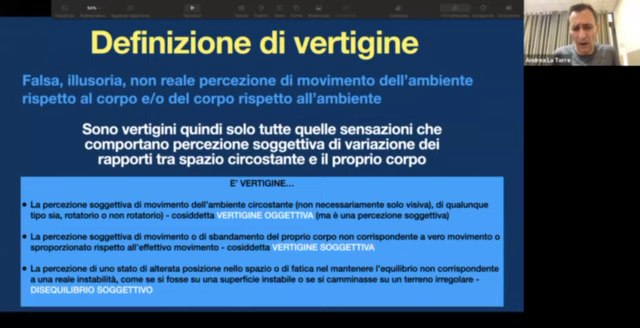 Definizione di vertigine
Falsa, illusoria, non reale percezione di movimento dell'ambiente
rispetto al corpo e/o del corpo rispetto all'ambiente
Sono vertigini quindi solo tutte quelle sensazioni che
comportano percezione soggettiva di variazione dei
rapporti tra spazio circostante e il proprio corpo
E' VERTIGINE…
• La percezione soggettiva di movimento dell'ambiente circostante (non necessariamente solo visiva), di qualunque
tipo sia, rotatorio o non rotatorio) - cosiddetta VERTIGINE OGGETTIVA (ma è una percezione soggettiva)
• La percezione soggettiva di movimento o di sbandamento del proprio corpo non corrispondente a vero movimento o
sproporzionato rispetto all'effettivo movimento - cosiddetta VERTIGINE SOGGETTIVA
• La percezione di uno stato di alterata posizione nello spazio o di fatica nel mantenere l'equilibrio non corrispondente
a una reale instabilità, come se si fosse su una superficie instabile o se si camminasse su un terreno irregolare -
DISEQUILIBRIO SOGGETTIVO
Andrea La Torre